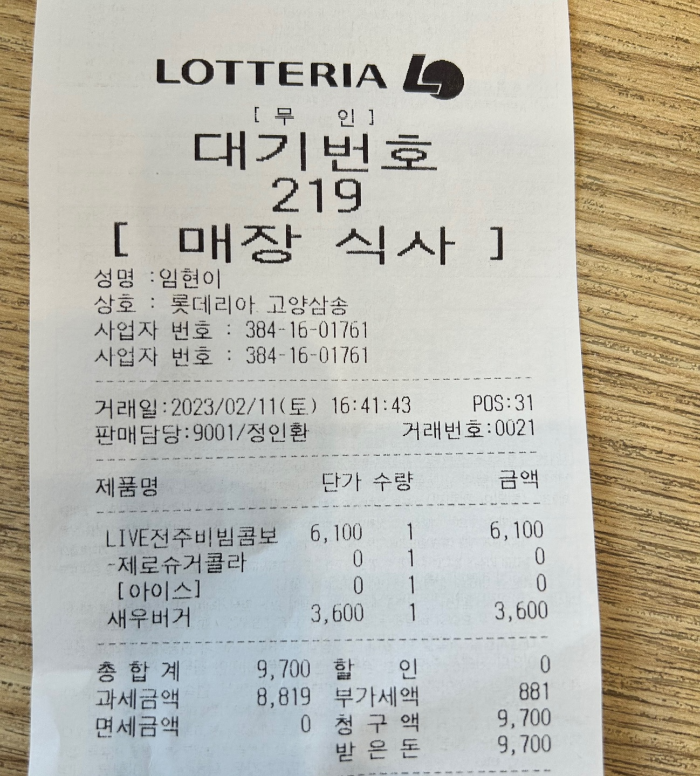 LOTTERIA
[ 무 인 ]
대기번호
219
[ 매장 식사 ]
성명 :임현이
상호 : 롯데리아 고양삼송
사업자 번호 : 384-16-01761
사업자 번호 : 384-16-01761
거래일:2023/02/11(토) 16:41:43 POS:31
판매담당:9001/정인환 거래번호:0021
제품명 단가 수량 금액
LIVE전주비빔콤보 6,100 1 6,100
-제로슈거콜라 0 1 0
[아이스] 0 1 0
새우버거 3,600 1 3,600
총 합 계 9,700 할 인 0
과세금액 8,819 부가세액 881
면세금액 0 청 구 액 9,700
받 은 돈 9,700